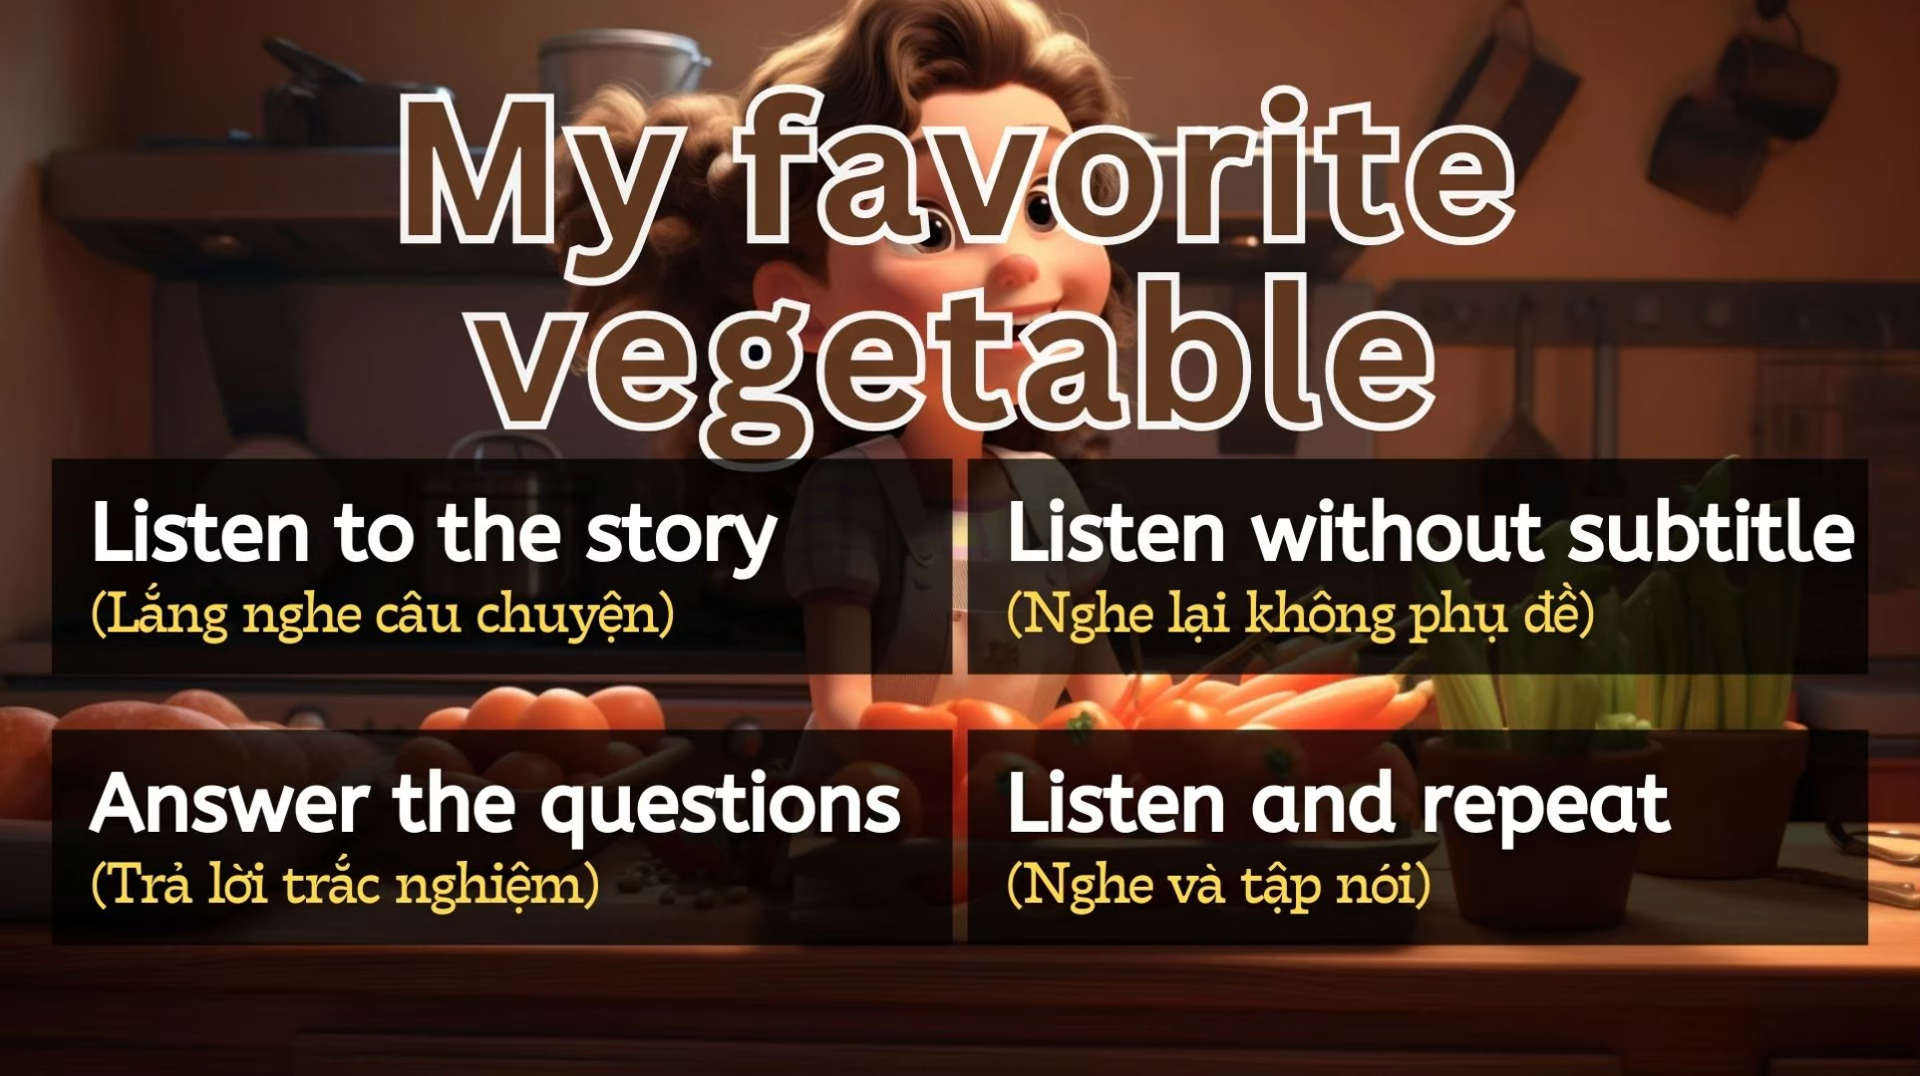 My favorite
vegetable
Listen to the story
(Lắng nghe câu chuyện)
Listen without subtitle
(Nghe lại không phụ đề)
Answer the questions
(Trả lời trắc nghiệm)
Listen and repeat
(Nghe và tập nói)